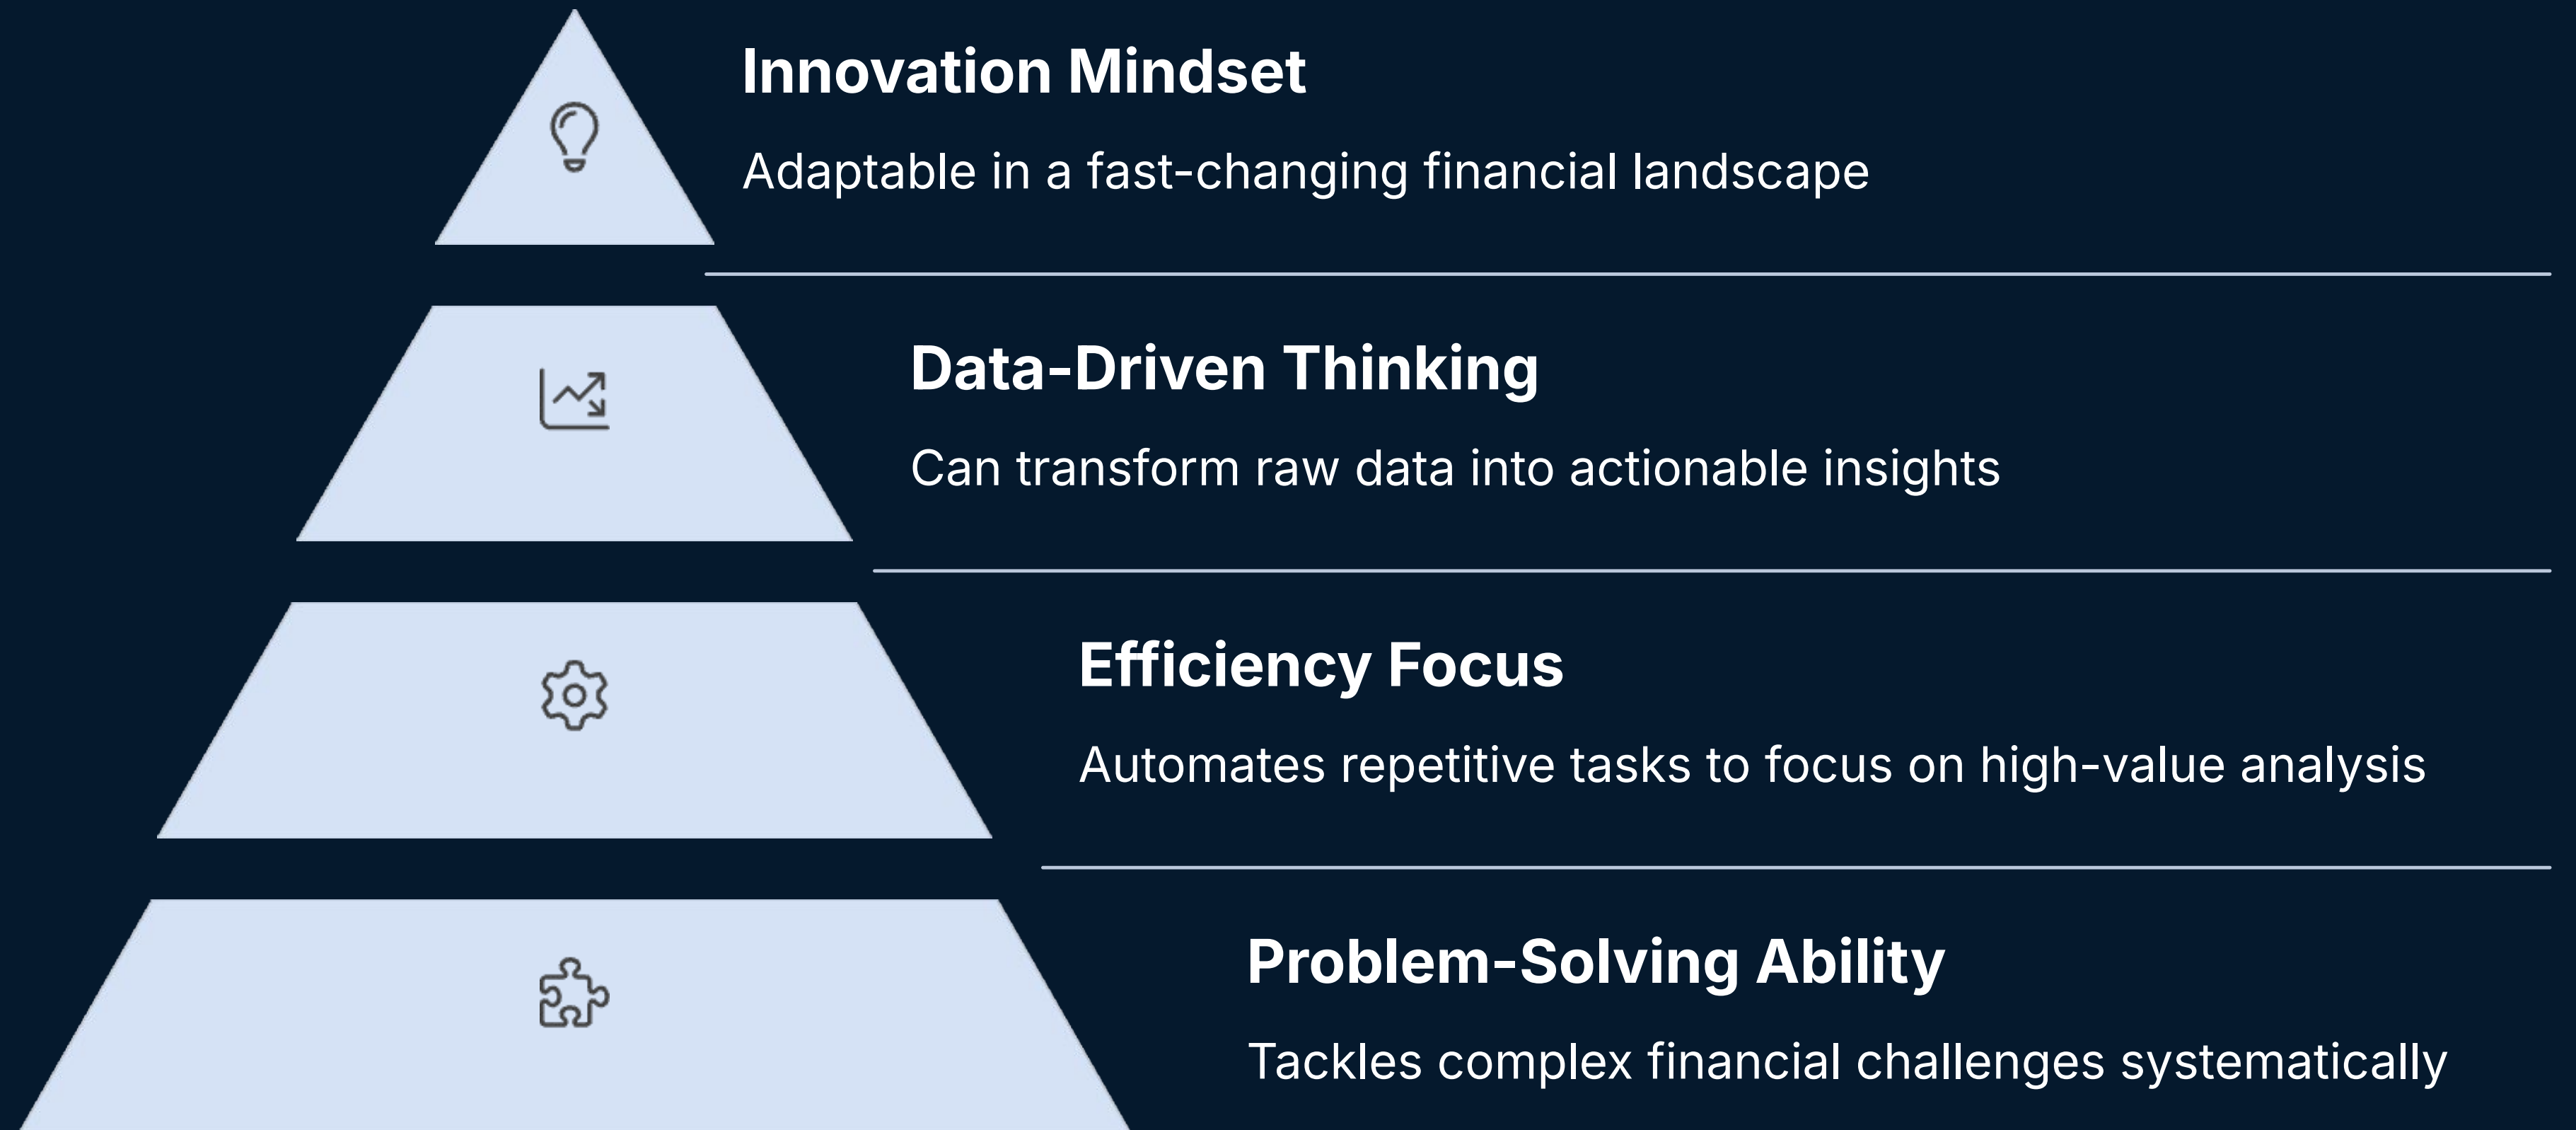 Innovation Mindset
Adaptable in a fast-changing financial landscape
Data-Driven Thinking
Can transform raw data into actionable insights
Efficiency Focus
Automates repetitive tasks to focus on high-value analysis
Problem-Solving Ability
Tackles complex financial challenges systematically